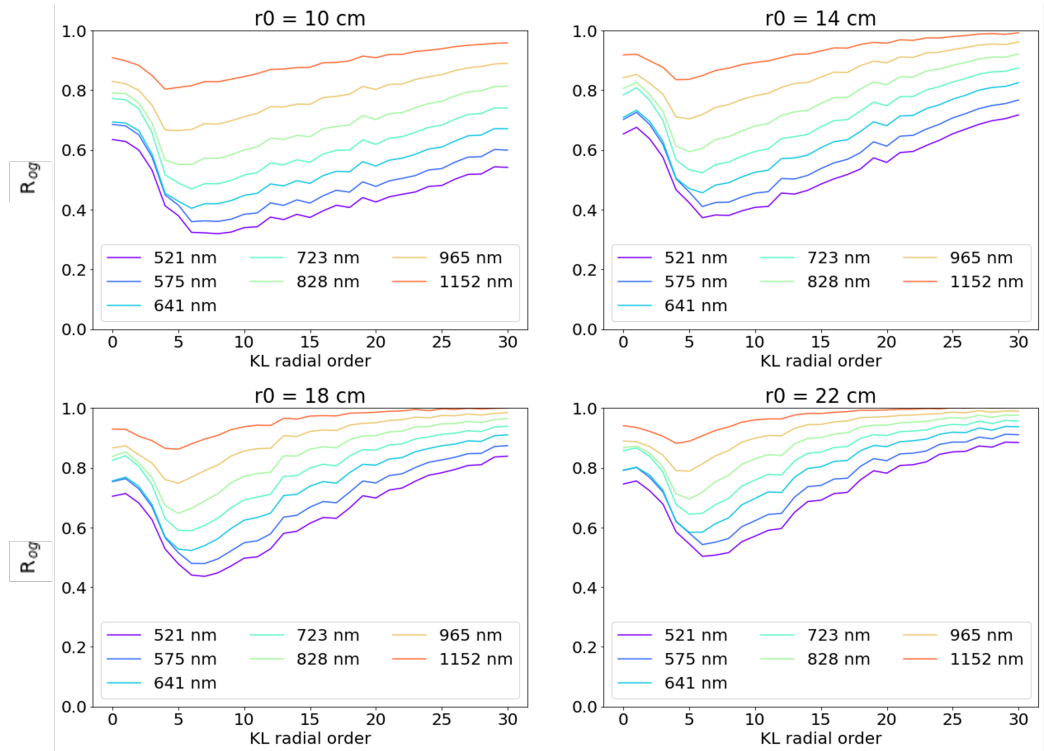 r0 = 10 cm
R_og
1.0
0.8
0.6
0.4
0.2
0.0
521 nm 723 nm 965 nm
575 nm 828 nm 1152 nm
641 nm
0 5 10 15 20 25 30
KL radial order
r0 = 14 cm
1.0
0.8
0.6
0.4
0.2
0.0
521 nm 723 nm 965 nm
575 nm 828 nm 1152 nm
641 nm
0 5 10 15 20 25 30
KL radial order
r0 = 18 cm
R_og
1.0
0.8
0.6
0.4
0.2
0.0
521 nm 723 nm 965 nm
575 nm 828 nm 1152 nm
641 nm
0 5 10 15 20 25 30
KL radial order
r0 = 22 cm
1.0
0.8
0.6
0.4
0.2
0.0
521 nm 723 nm 965 nm
575 nm 828 nm 1152 nm
641 nm
0 5 10 15 20 25 30
KL radial order